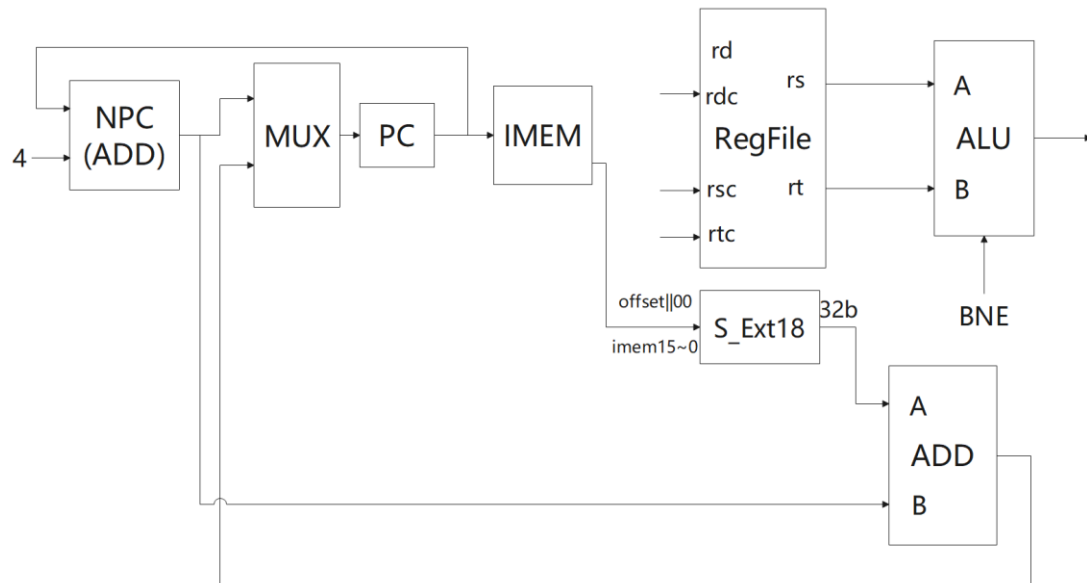 NPC
(ADD)
4
MUX
PC
IMEM
rd
rdc
RegFile
rsc
rtc
rs
rt
A
ALU
B
BNE
offset||00
imem15~0
S_Ext18
32b
A
ADD
B